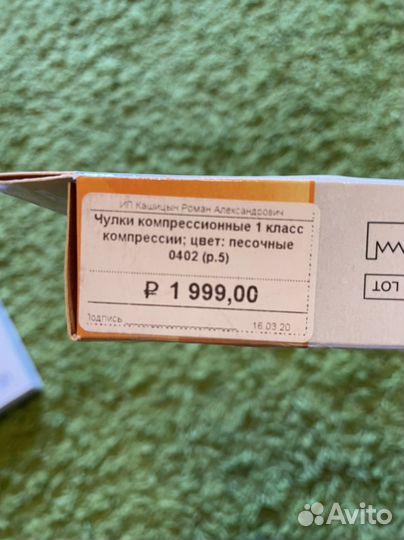 ИП Кашицын Роман Александрович
Чулки компрессионные 1 класс
компрессии; цвет: песочные
0402 (р.5)
₽ 1 999,00
Подпись 16.03.20
LOT
Avito